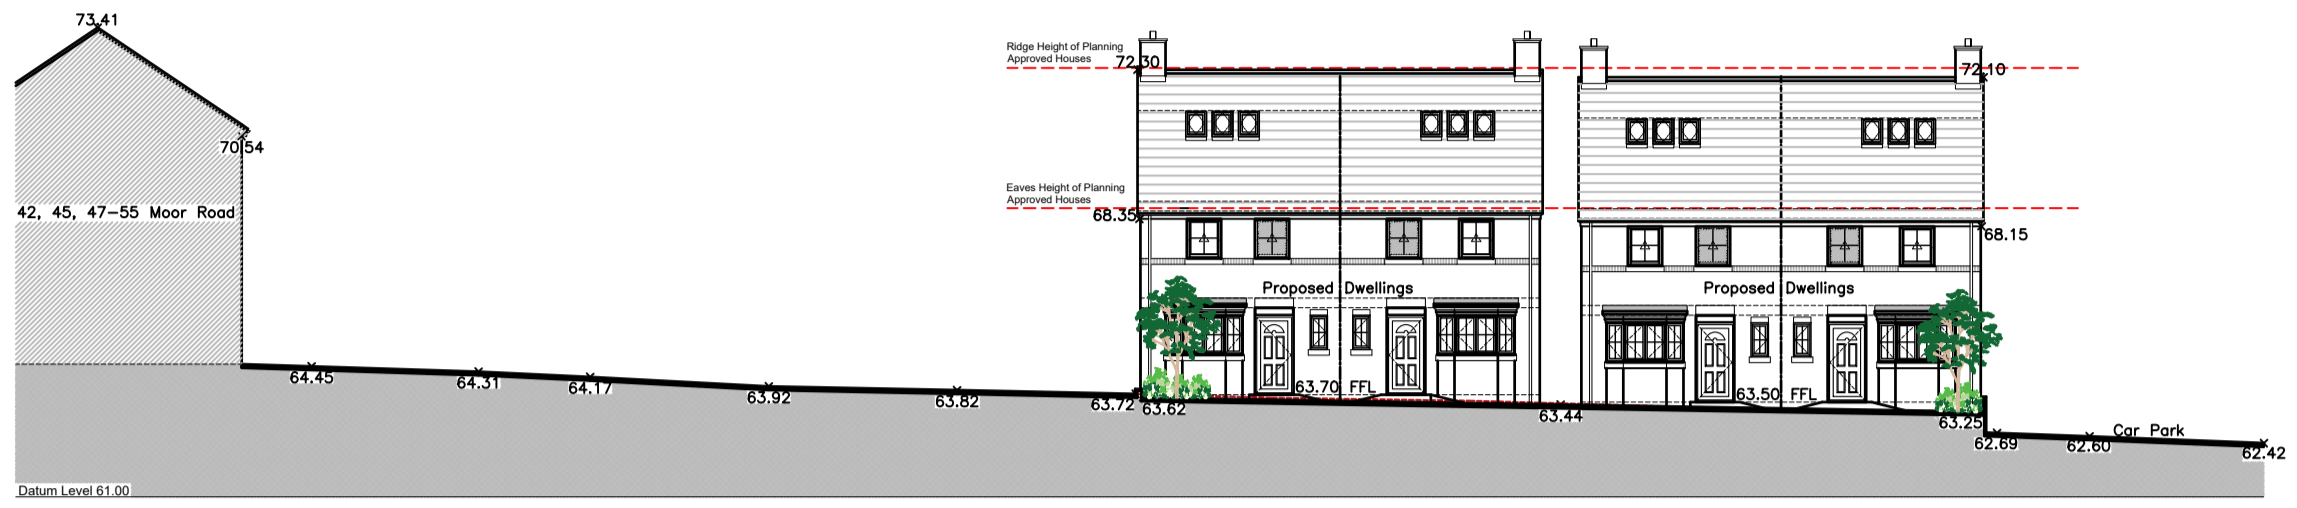 73.41
Ridge Height of Planning
Approved Houses
72.30
72.10
70.54
Eaves Height of Planning
Approved Houses
42, 45, 47-55 Moor Road
68.35
68.15
Proposed Dwellings
Proposed Dwellings
64.45
64.31
64.17
63.92
63.82
63.72
63.62
63.70 FFL
63.44
63.50 FFL
63.25
62.69
62.60
Car Park
62.42
Datum Level 61.00